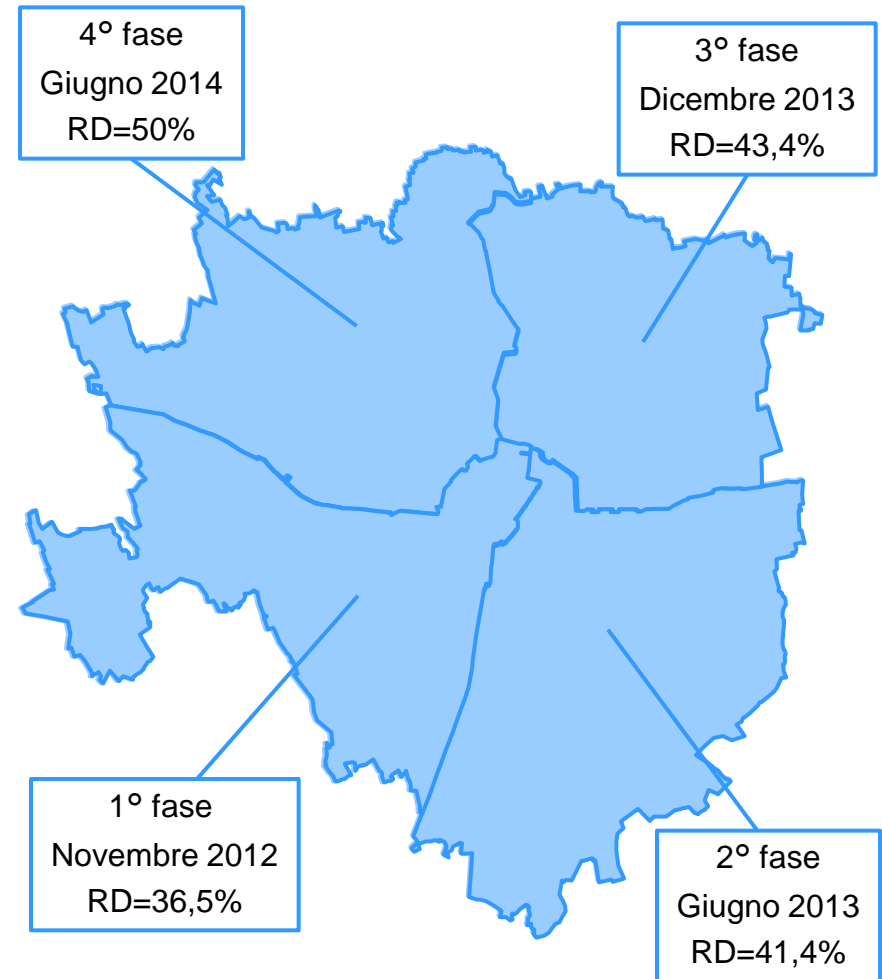 4° fase
Giugno 2014
RD=50%
3° fase
Dicembre 2013
RD=43,4%
1° fase
Novembre 2012
RD=36,5%
2° fase
Giugno 2013
RD=41,4%